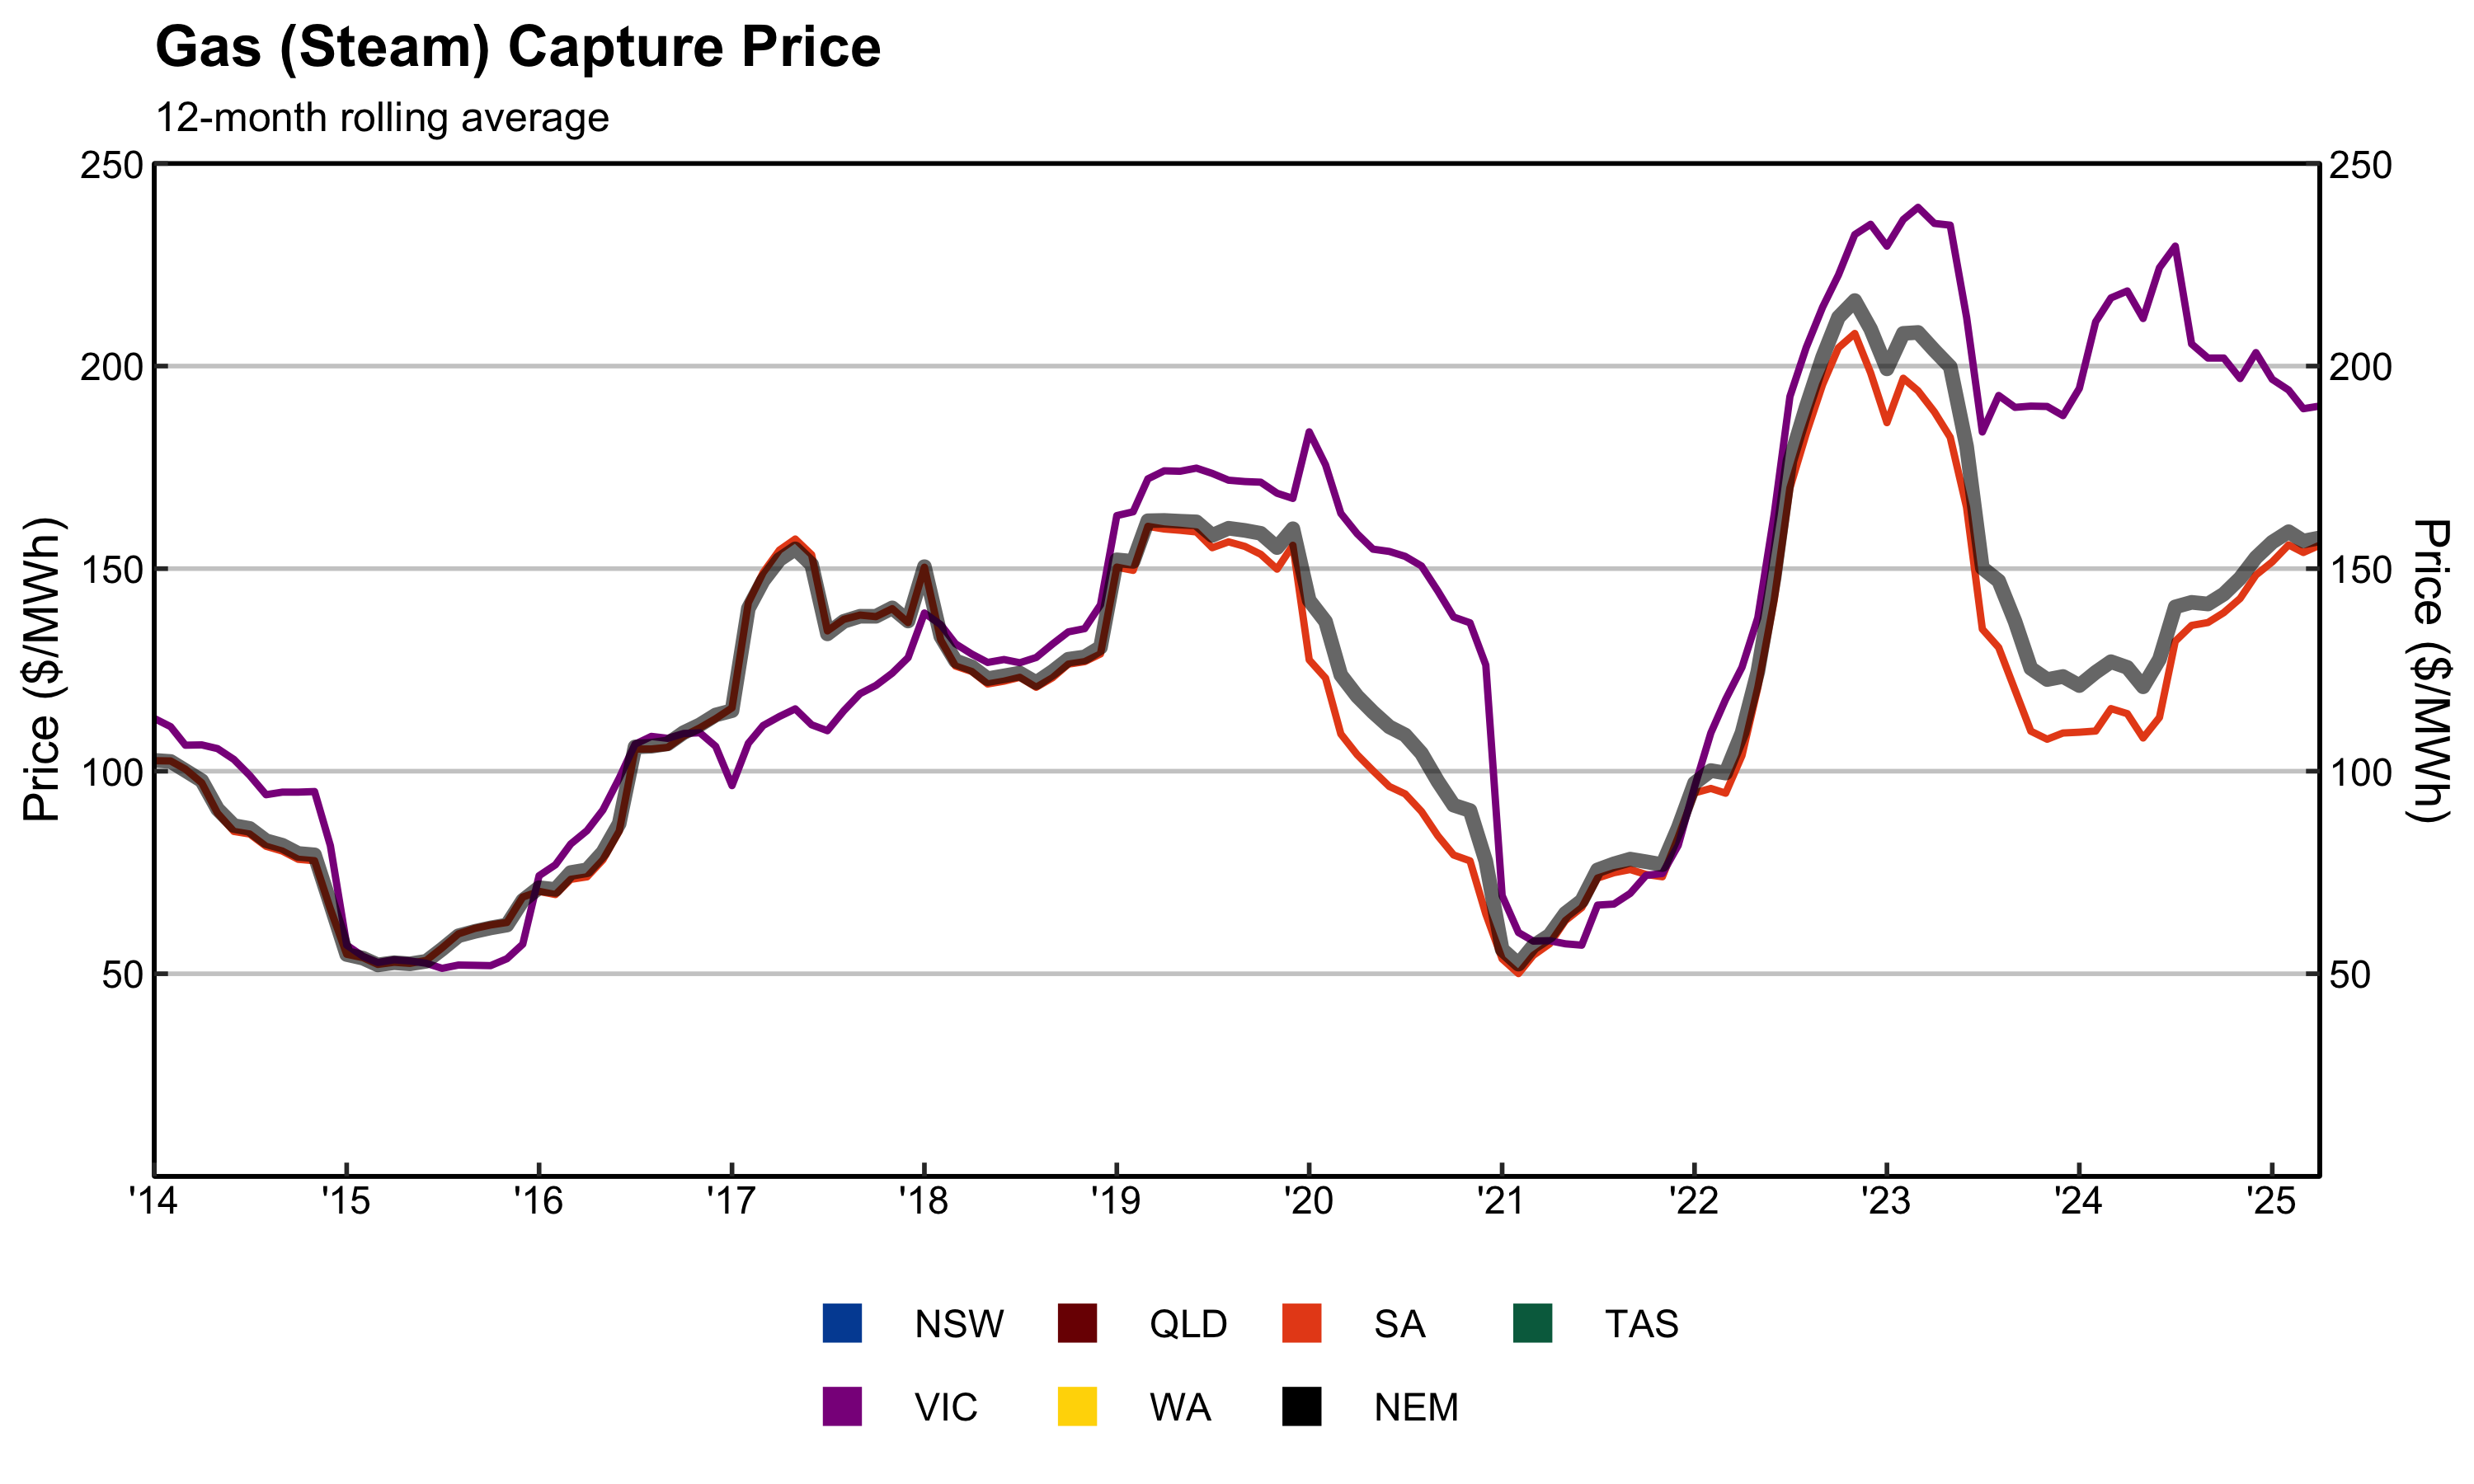 Gas (Steam) Capture Price
12-month rolling average
250
250
200
200
150
150
100
100
50
50
Price ($/MWh)
Price ($/MWh)
'14
'15
'16
'17
'18
'19
'20
'21
'22
'23
'24
'25
NSW
QLD
SA
TAS
VIC
WA
NEM